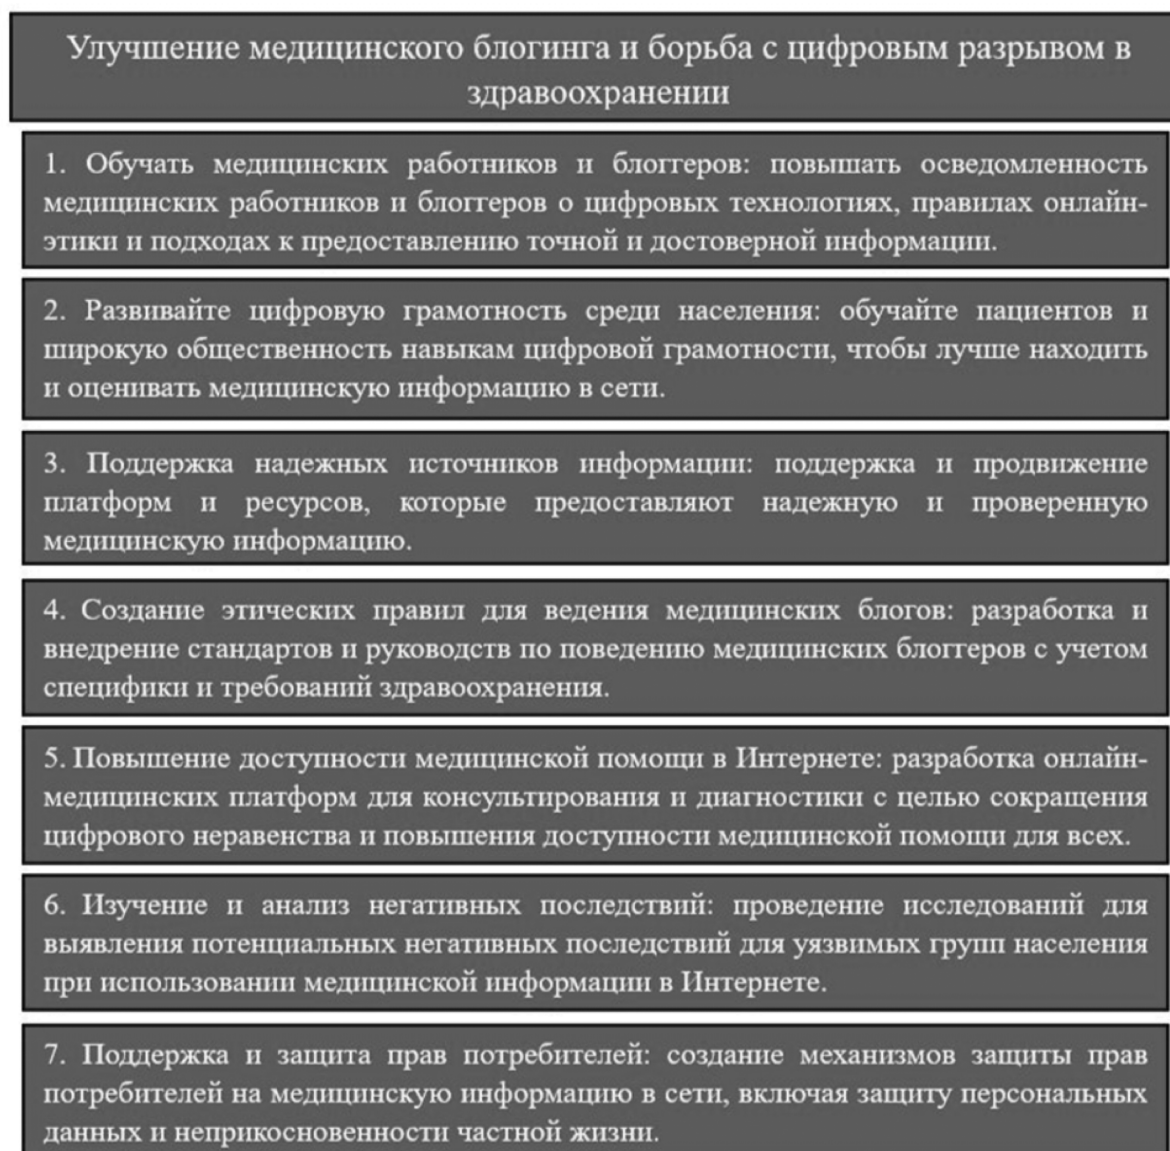 Улучшение медицинского блогинга и борьба с цифровым разрывом в
здравоохранении
1. Обучать медицинских работников и блоггеров: повышать осведомленность
медицинских работников и блоггеров о цифровых технологиях, правилах онлайн-
этики и подходах к предоставлению точной и достоверной информации.
2. Развивайте цифровую грамотность среди населения: обучайте пациентов и
широкую общественность навыкам цифровой грамотности, чтобы лучше находить
и оценивать медицинскую информацию в сети.
3. Поддержка надежных источников информации: поддержка и продвижение
платформ и ресурсов, которые предоставляют надежную и проверенную
медицинскую информацию.
4. Создание этических правил для ведения медицинских блогов: разработка и
внедрение стандартов и руководств по поведению медицинских блоггеров с учетом
специфики и требований здравоохранения.
5. Повышение доступности медицинской помощи в Интернете: разработка онлайн-
медицинских платформ для консультирования и диагностики с целью сокращения
цифрового неравенства и повышения доступности медицинской помощи для всех.
6. Изучение и анализ негативных последствий: проведение исследований для
выявления потенциальных негативных последствий для уязвимых групп населения
при использовании медицинской информации в Интернете.
7. Поддержка и защита прав потребителей: создание механизмов защиты прав
потребителей на медицинскую информацию в сети, включая защиту персональных
данных и неприкосновенности частной жизни.